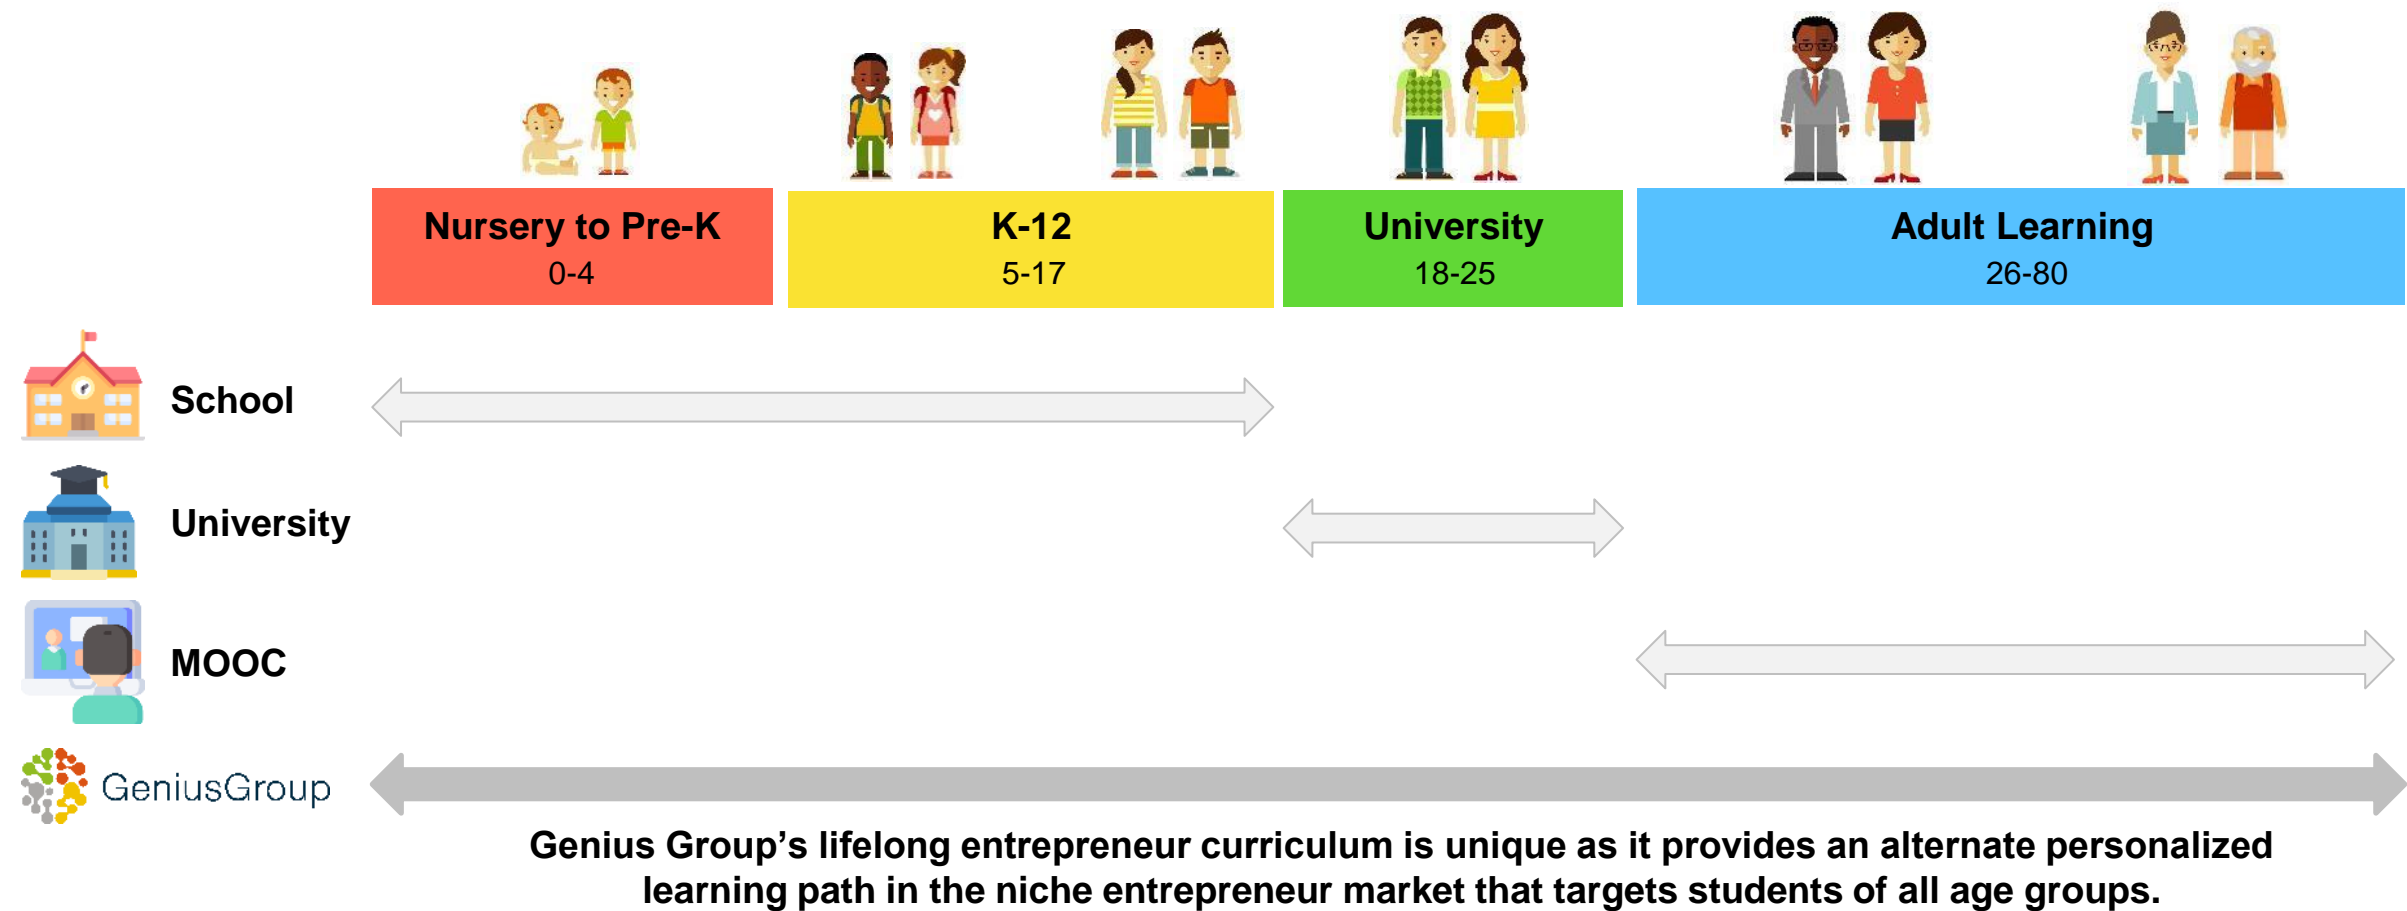 Nursery to Pre-K
0-4
K-12
5-17
University
18-25
Adult Learning
26-80
School
University
MOOC
GeniusGroup
Genius Group’s lifelong entrepreneur curriculum is unique as it provides an alternate personalized
learning path in the niche entrepreneur market that targets students of all age groups.